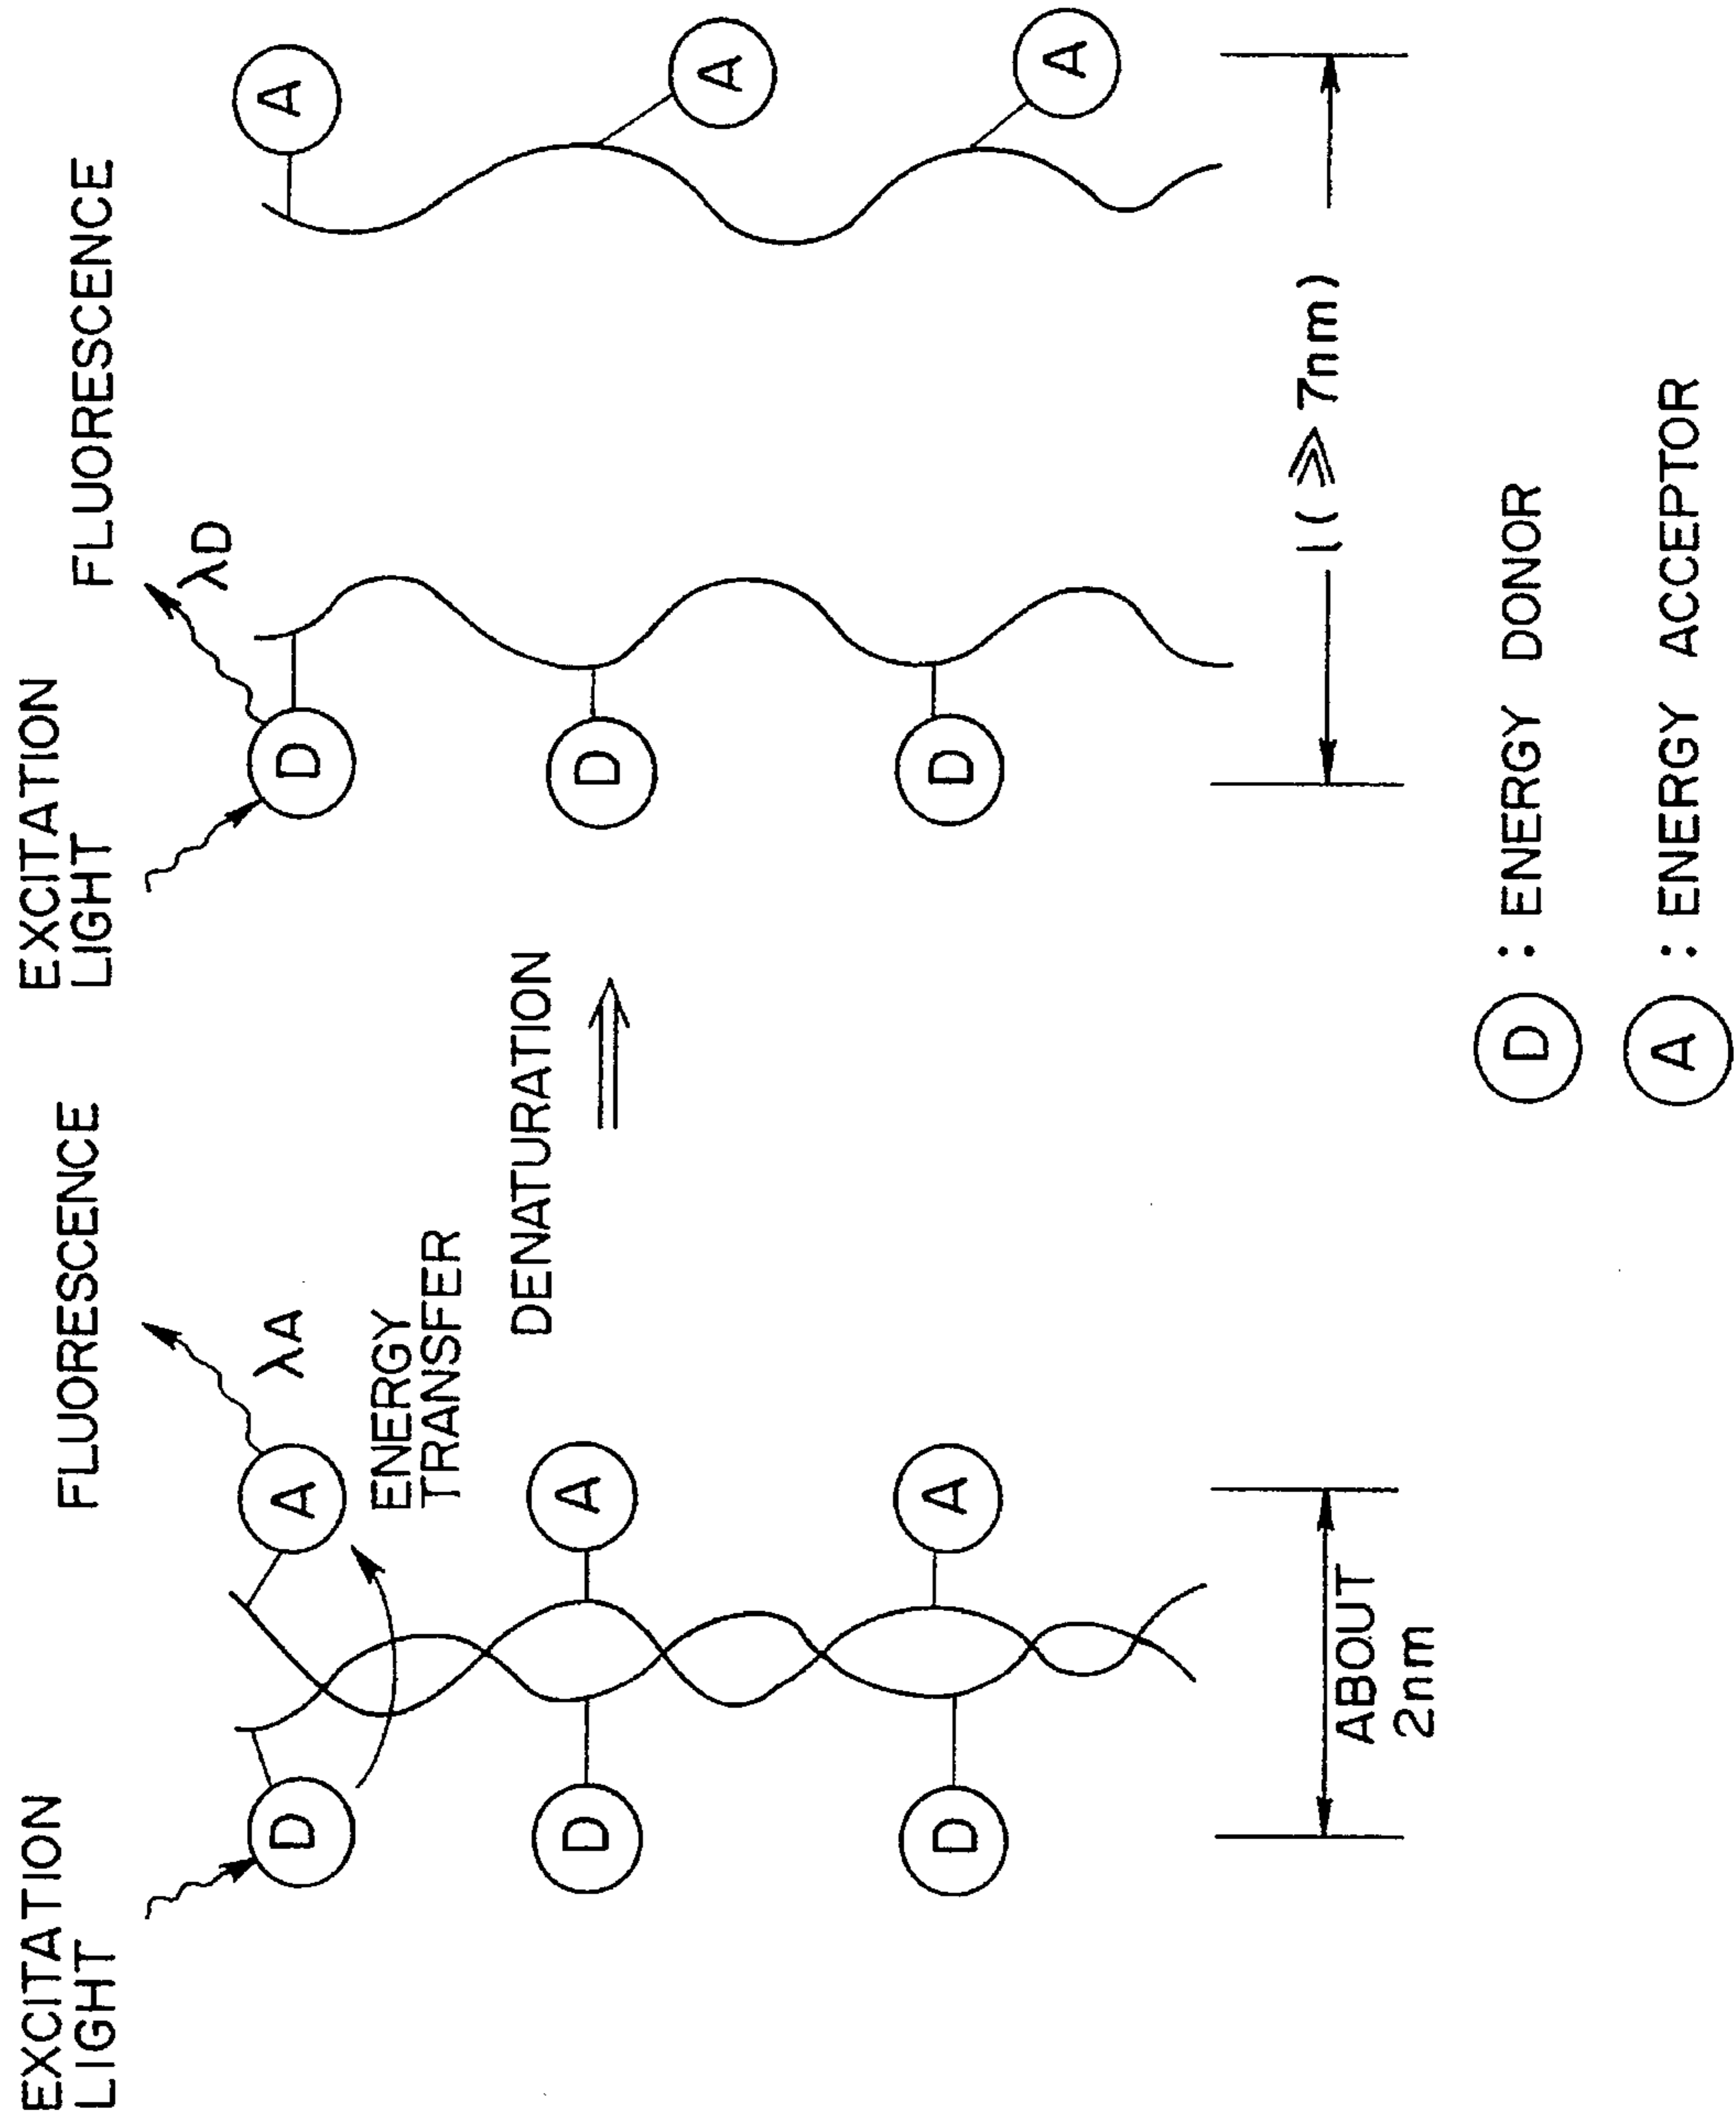 EXCITATION
LIGHT
FLUORESCENCE
λA
D
A
ENERGY
TRANSFER
D
A
D
A
ABOUT
2nm
DENATURATION
EXCITATION
LIGHT
FLUORESCENCE
λD
D
A
D
A
D
A
l(≫7nm)
D : ENERGY DONOR
A : ENERGY ACCEPTOR